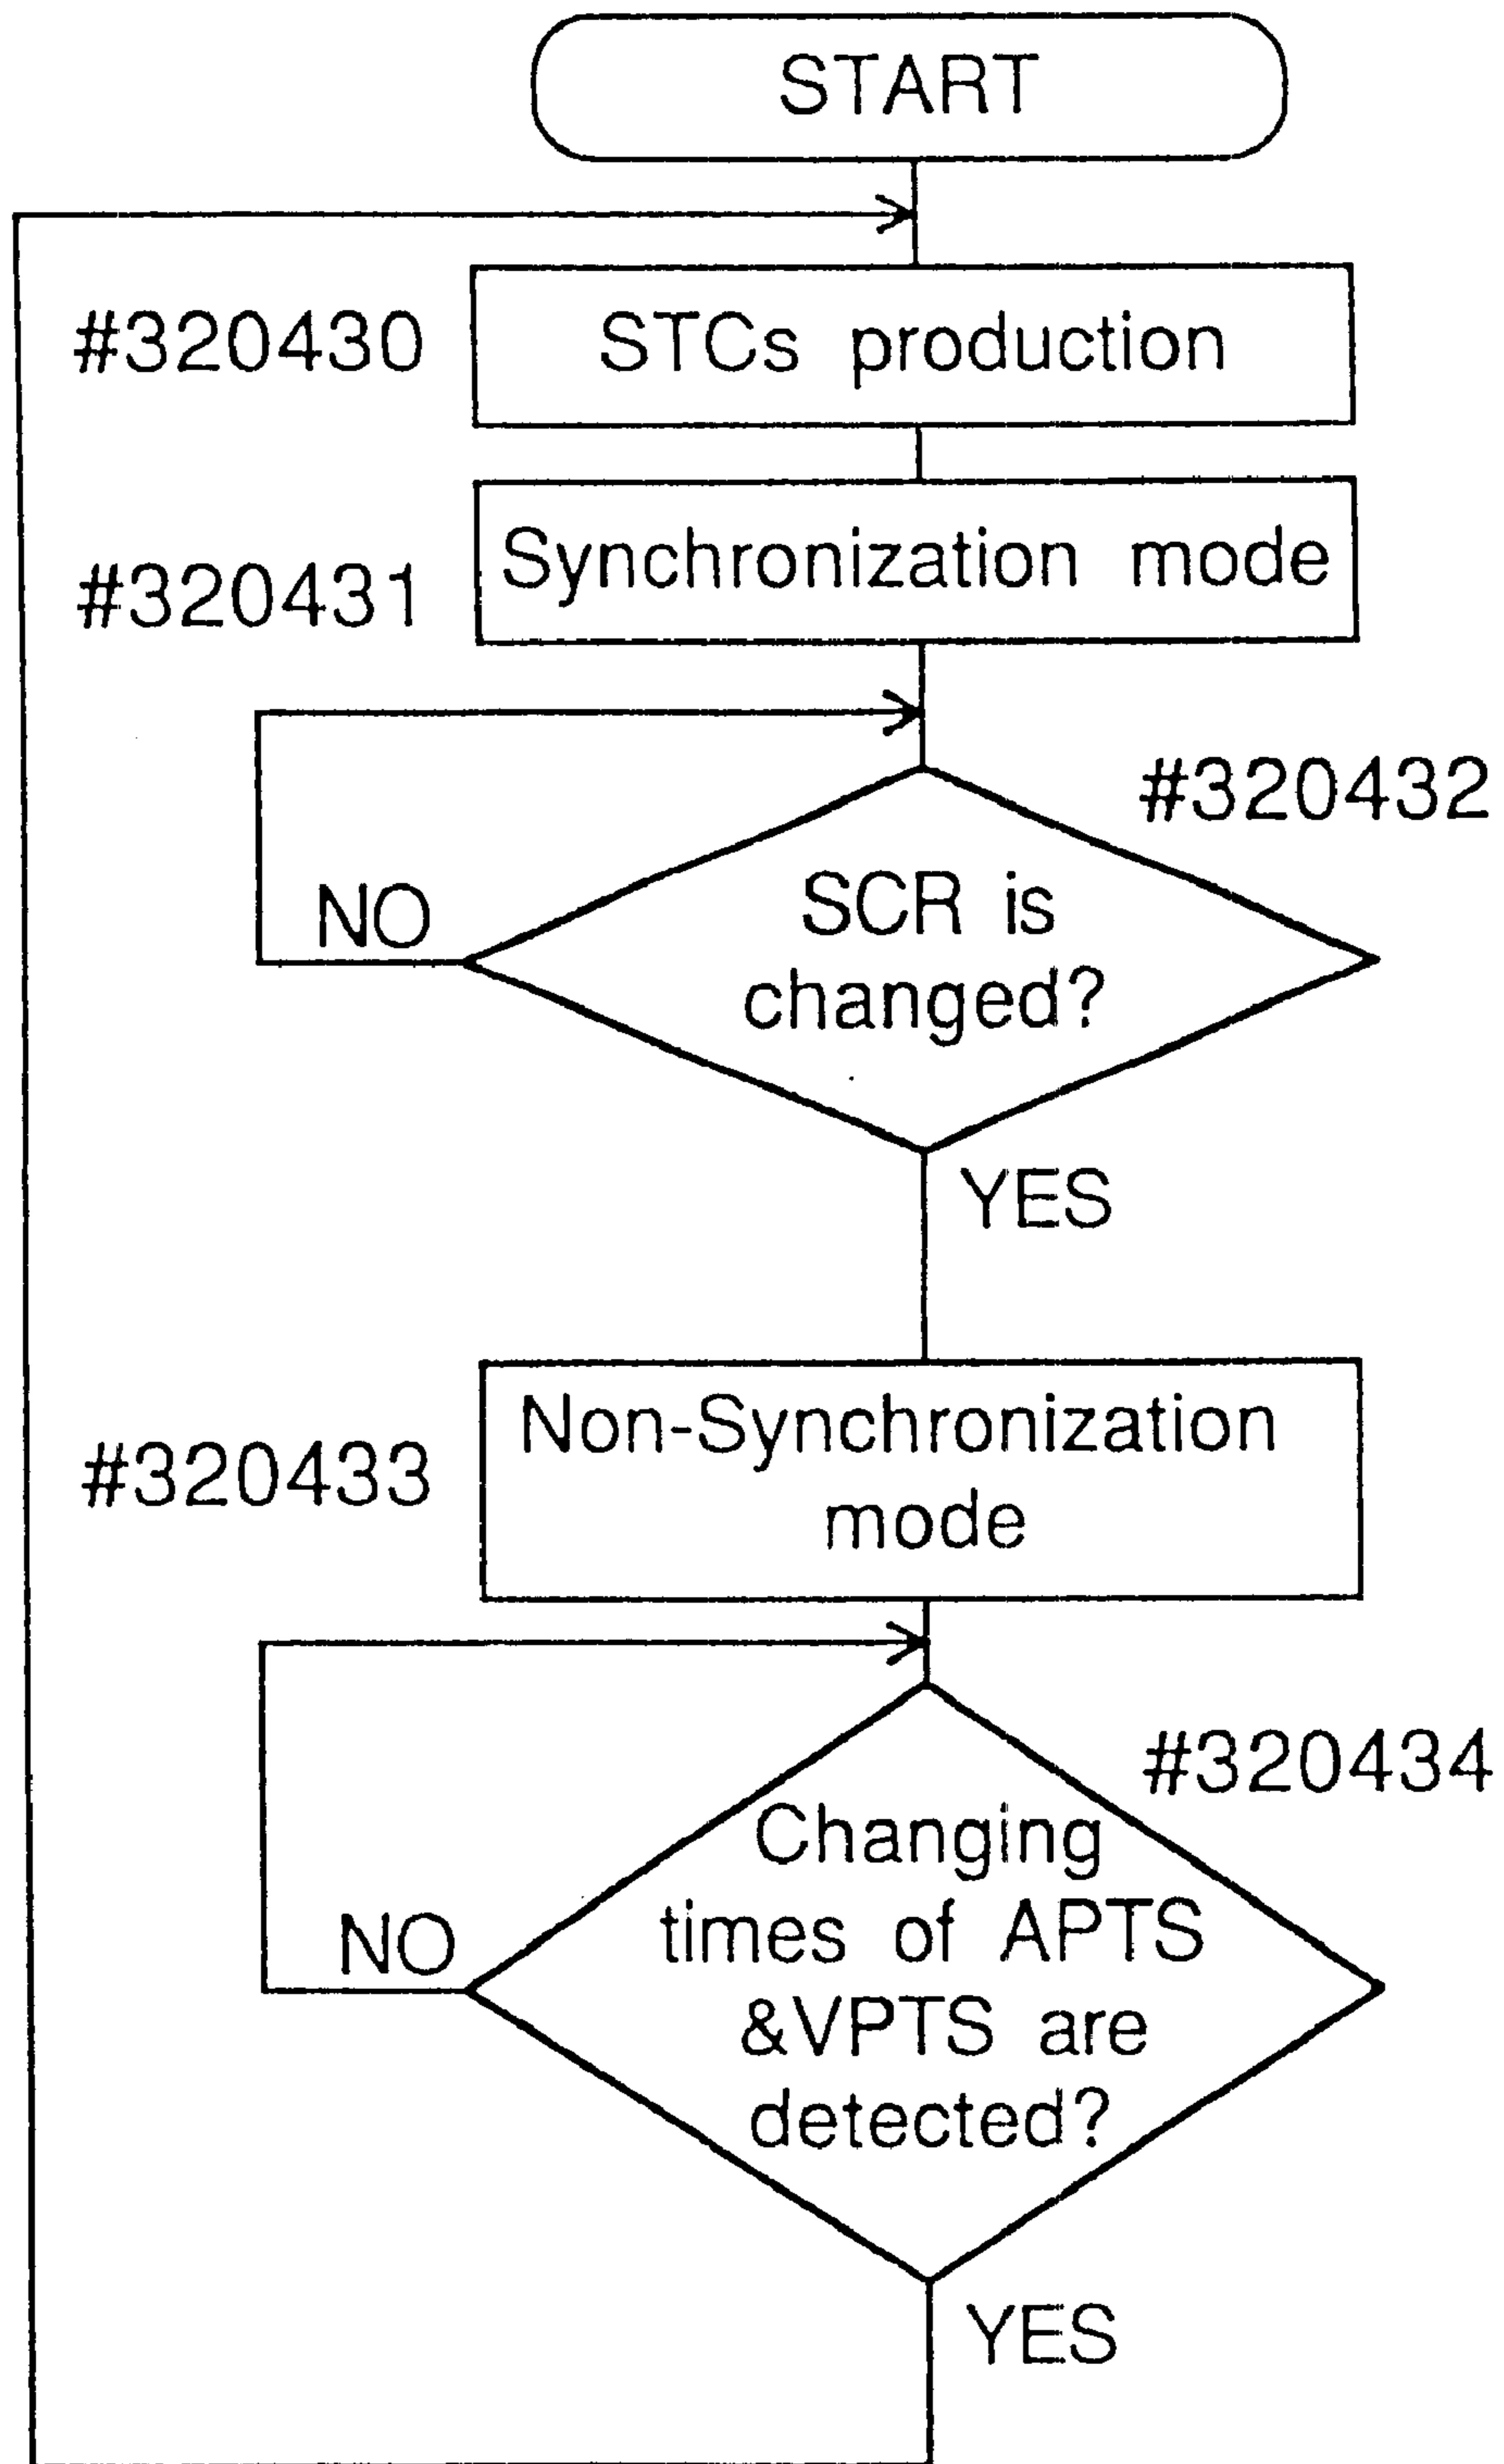 START
#320430
STCs production
#320431
Synchronization mode
#320432
SCR is
changed?
NO
YES
#320433
Non-Synchronization
mode
#320434
Changing
times of APTS
&VPTS are
detected?
NO
YES